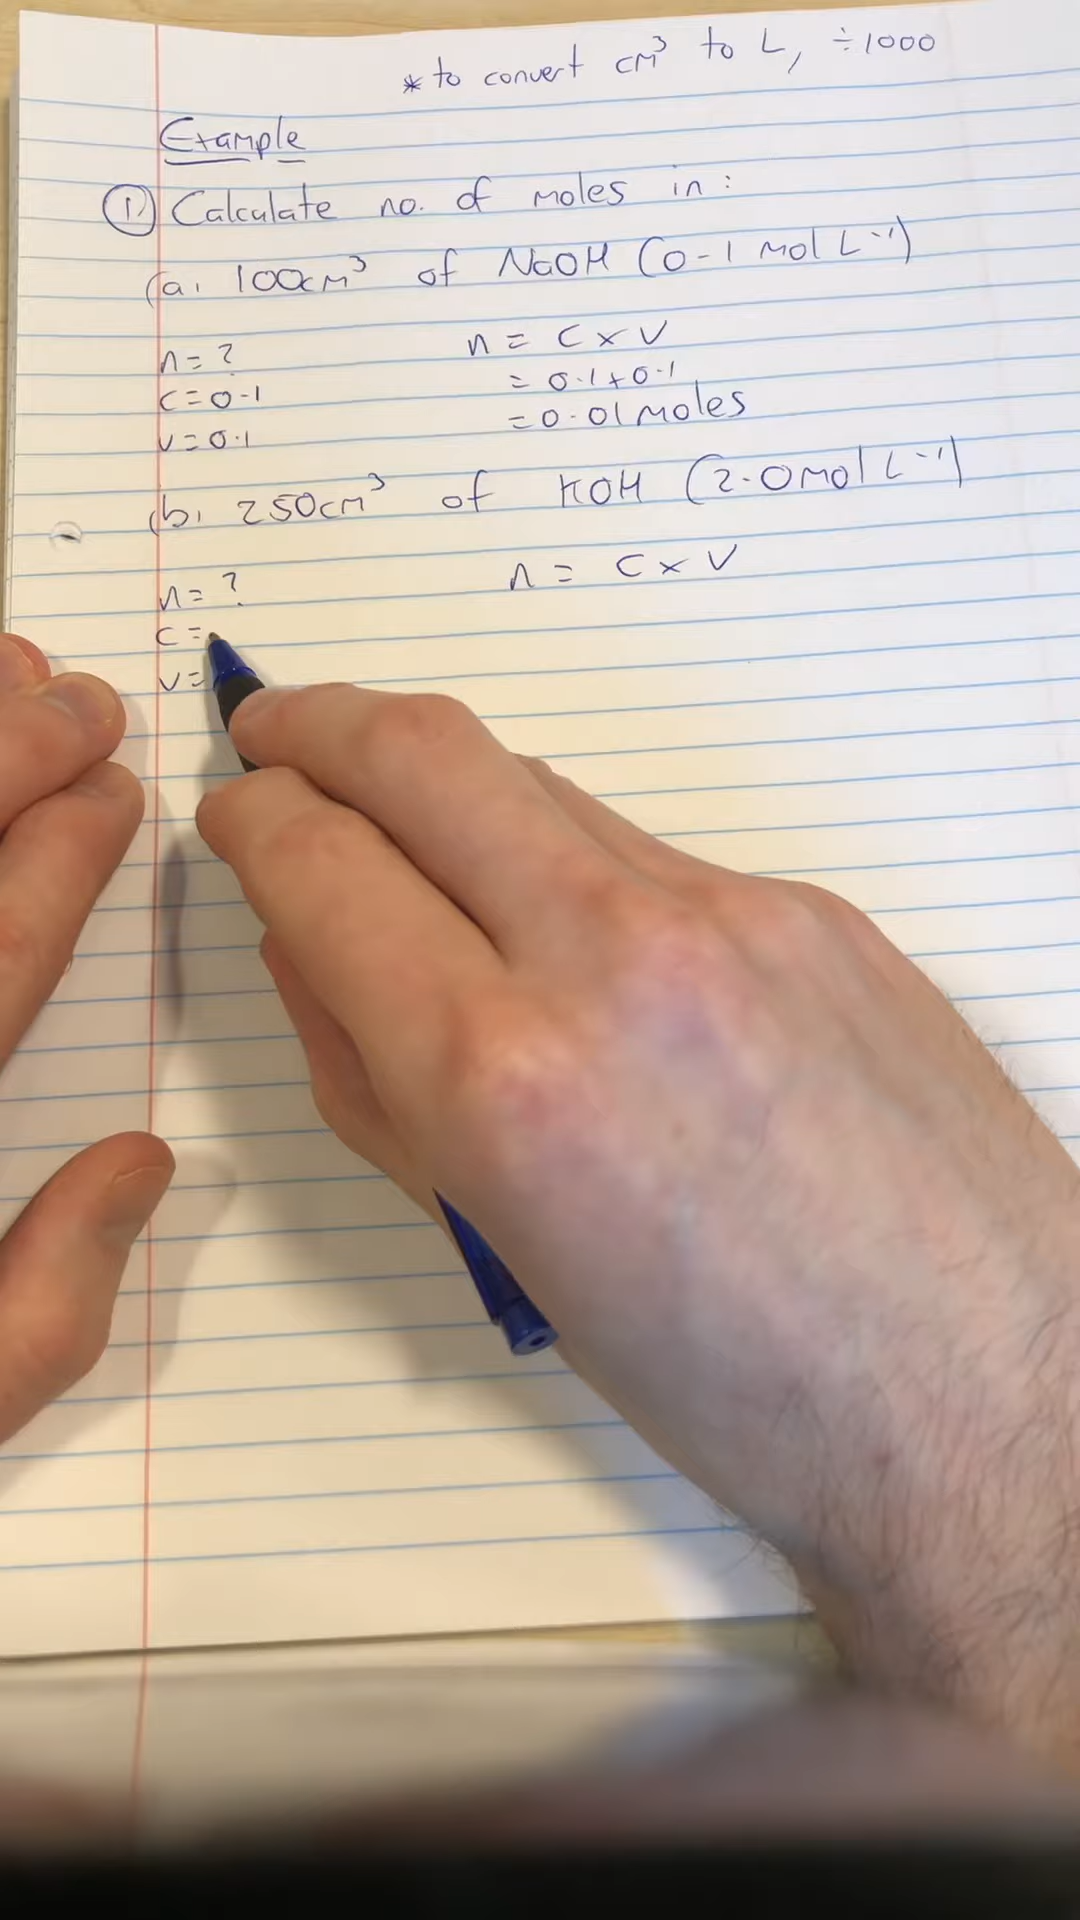 * to convert cm³ to L, ÷1000
Example
① Calculate no. of moles in:
(a) 100cm³ of NaOH (0.1 mol L⁻¹)
n = ?
n = C × V
C = 0.1
= 0.1 × 0.1
V = 0.1
= 0.01 moles
(b) 250cm³ of KOH (2.0 mol L⁻¹)
n = ?
n = C × V
C =
V =